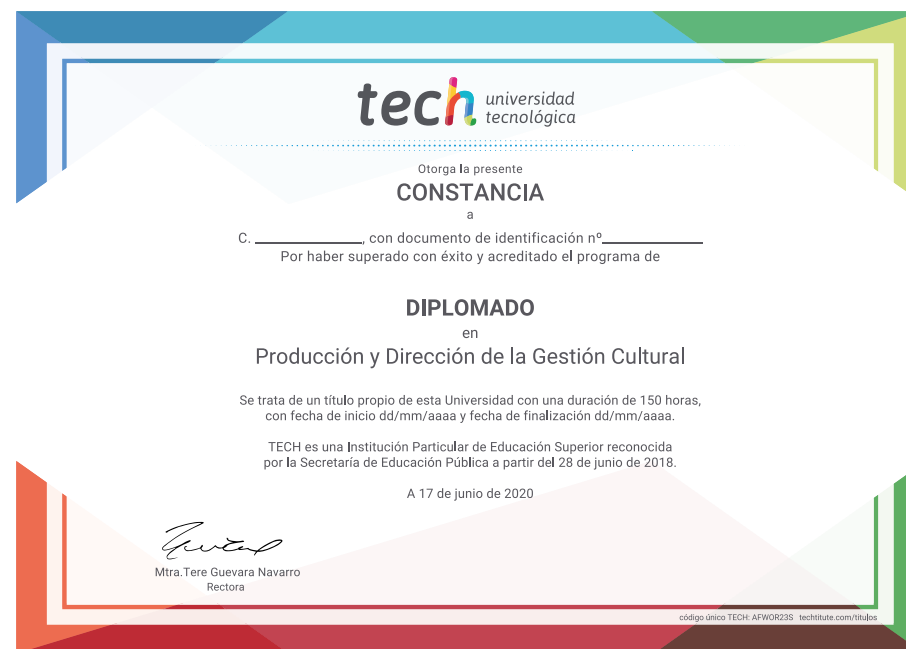 tech universidad
tecnológica
Otorga la presente
CONSTANCIA
a
C. ____________, con documento de identificación nº____________
Por haber superado con éxito y acreditado el programa de
DIPLOMADO
en
Producción y Dirección de la Gestión Cultural
Se trata de un título propio de esta Universidad con una duración de 150 horas,
con fecha de inicio dd/mm/aaaa y fecha de finalización dd/mm/aaaa.
TECH es una Institución Particular de Educación Superior reconocida
por la Secretaría de Educación Pública a partir del 28 de junio de 2018.
A 17 de junio de 2020
Mtra.Tere Guevara Navarro
Rectora
código único TECH: AFWOR23S techtitute.com/titulos